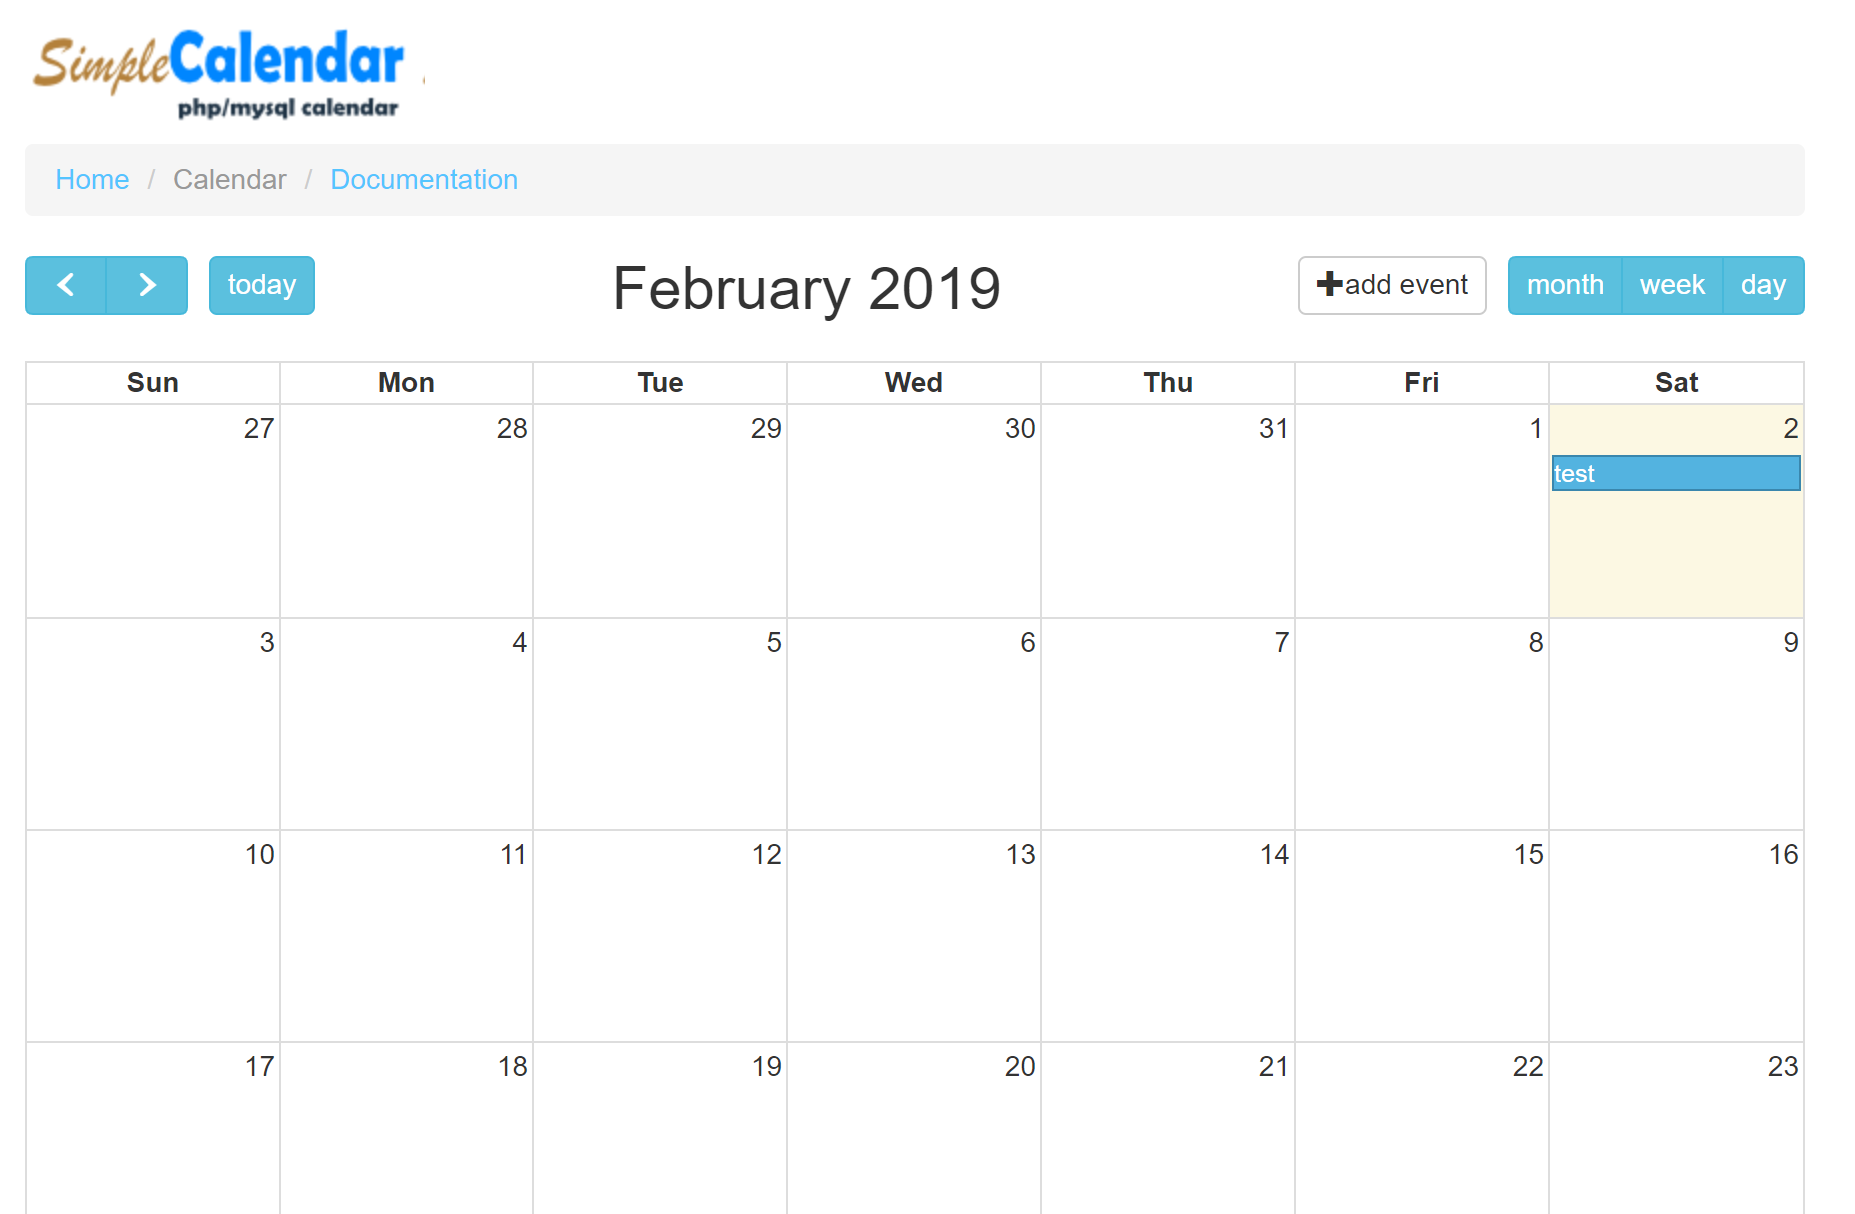 SimpleCalendar
php/mysql calendar
Home / Calendar / Documentation
today February 2019 add event month week day
Sun Mon Tue Wed Thu Fri Sat
27 28 29 30 31 1 2
test
3 4 5 6 7 8 9
10 11 12 13 14 15 16
17 18 19 20 21 22 23